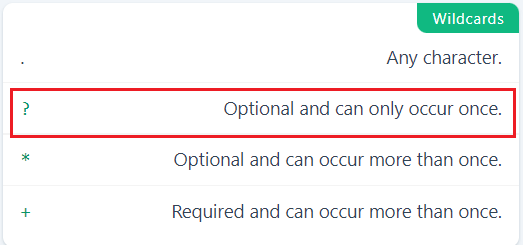 Wildcards
. Any character.
? Optional and can only occur once.
* Optional and can occur more than once.
+ Required and can occur more than once.